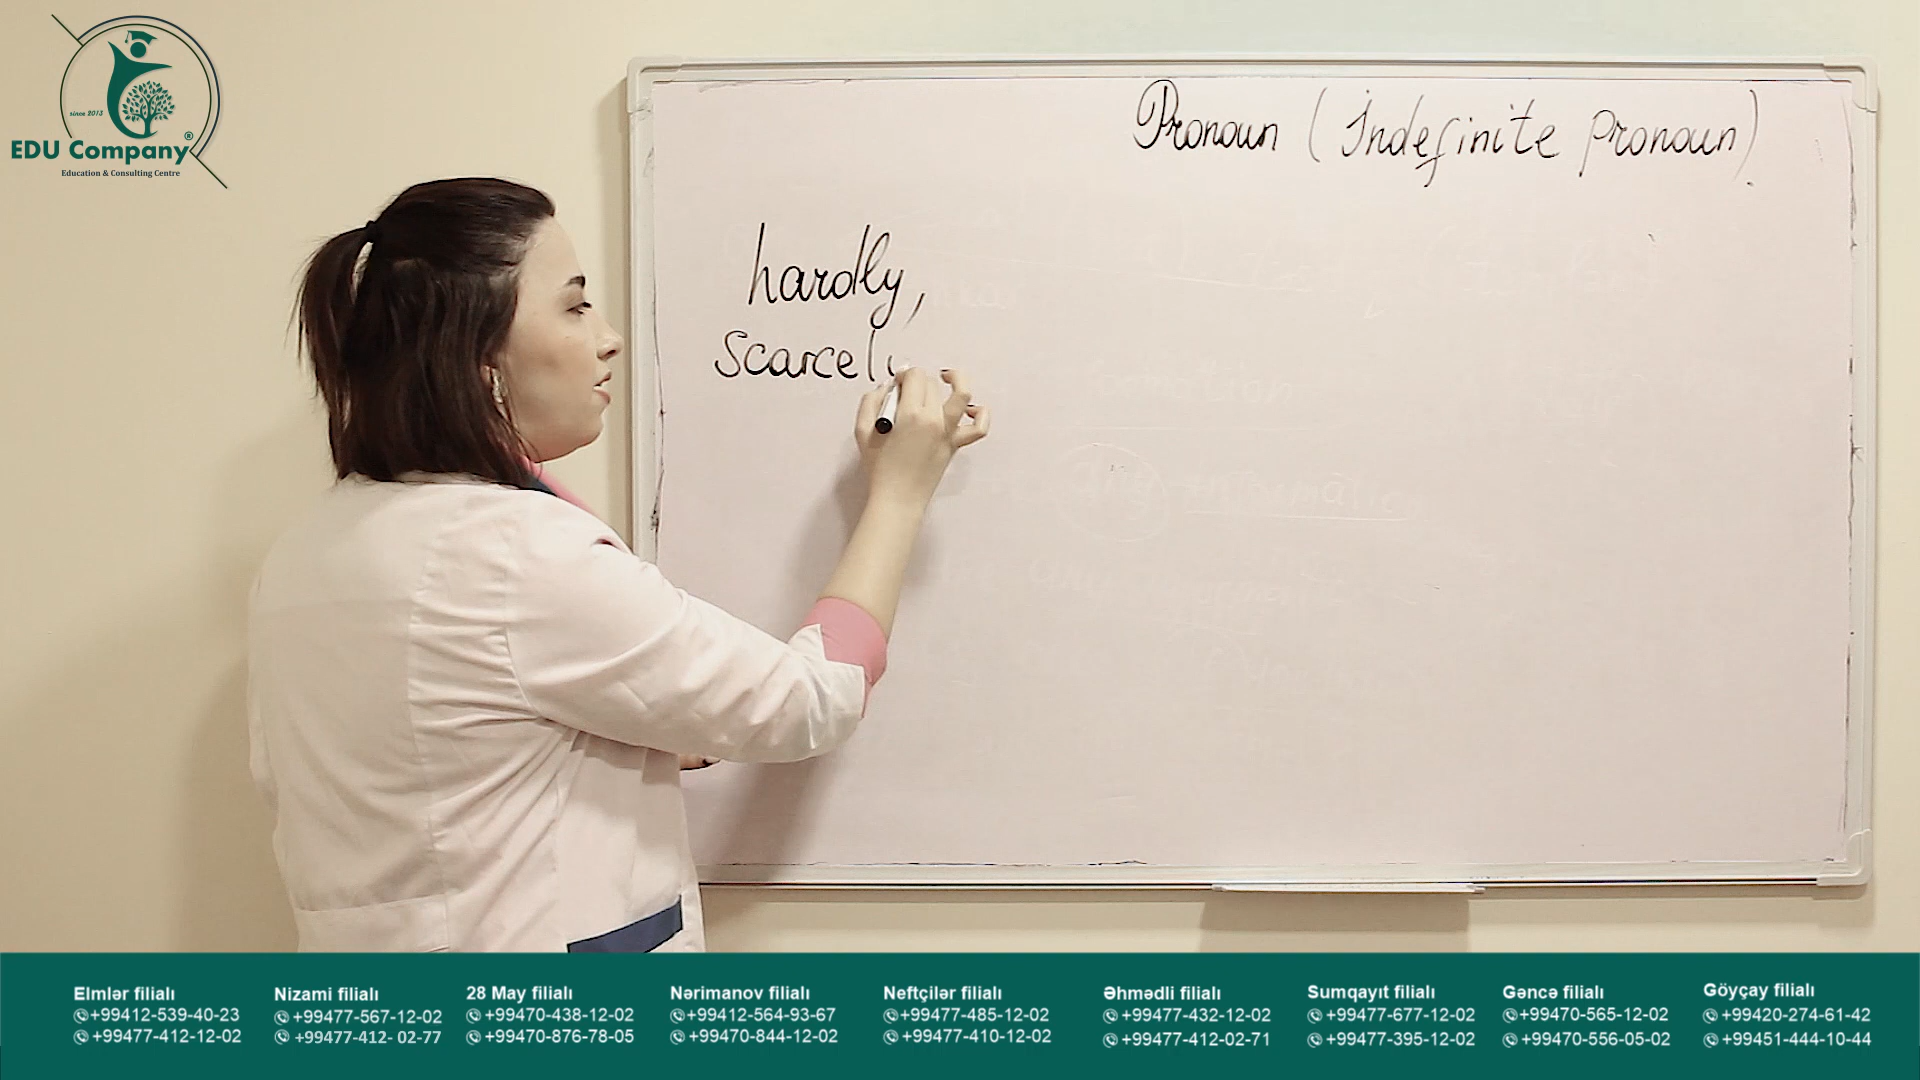 since 2013
EDU Company®
Education & Consulting Centre
Pronoun (İndefinite pronoun).
hardly,
Scarcely
Elmlər filialı
+99412-539-40-23
+99477-412-12-02
Nizami filialı
+99477-567-12-02
+99477-412- 02-77
28 May filialı
+99470-438-12-02
+99470-876-78-05
Nərimanov filialı
+99412-564-93-67
+99470-844-12-02
Neftçilər filialı
+99477-485-12-02
+99477-410-12-02
Əhmədli filialı
+99477-432-12-02
+99477-412-02-71
Sumqayıt filialı
+99477-677-12-02
+99477-395-12-02
Gəncə filialı
+99470-565-12-02
+99470-556-05-02
Göyçay filialı
+99420-274-61-42
+99451-444-10-44